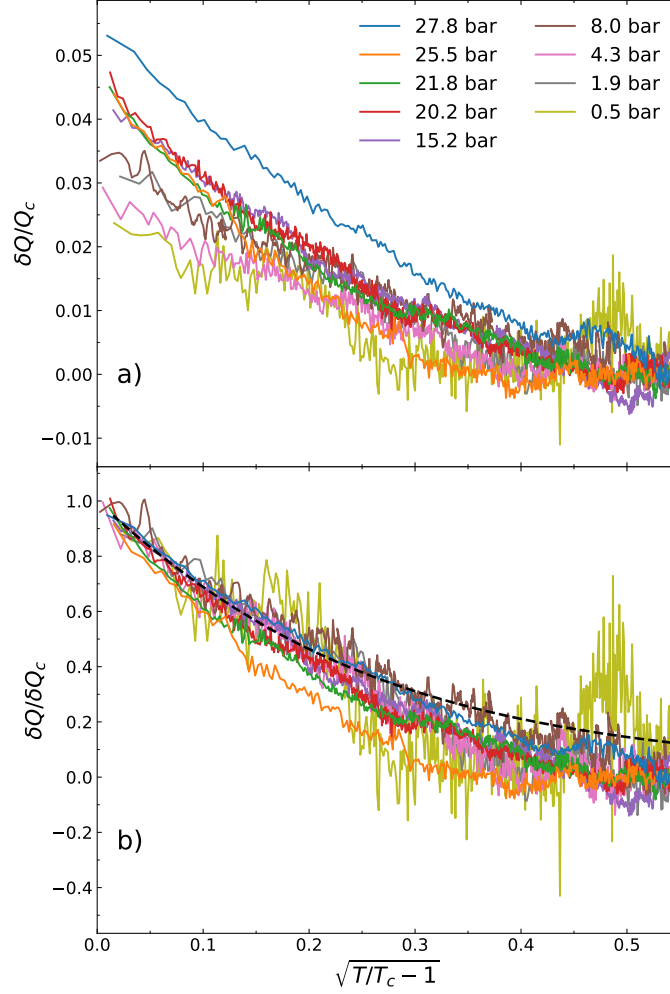 27.8 bar
25.5 bar
21.8 bar
20.2 bar
15.2 bar
8.0 bar
4.3 bar
1.9 bar
0.5 bar
0.05
0.04
0.03
0.02
0.01
0.00
−0.01
δQ/Q_c
a)
1.0
0.8
0.6
0.4
0.2
0.0
−0.2
−0.4
δQ/δQ_c
b)
0.0 0.1 0.2 0.3 0.4 0.5
√T/T_c − 1